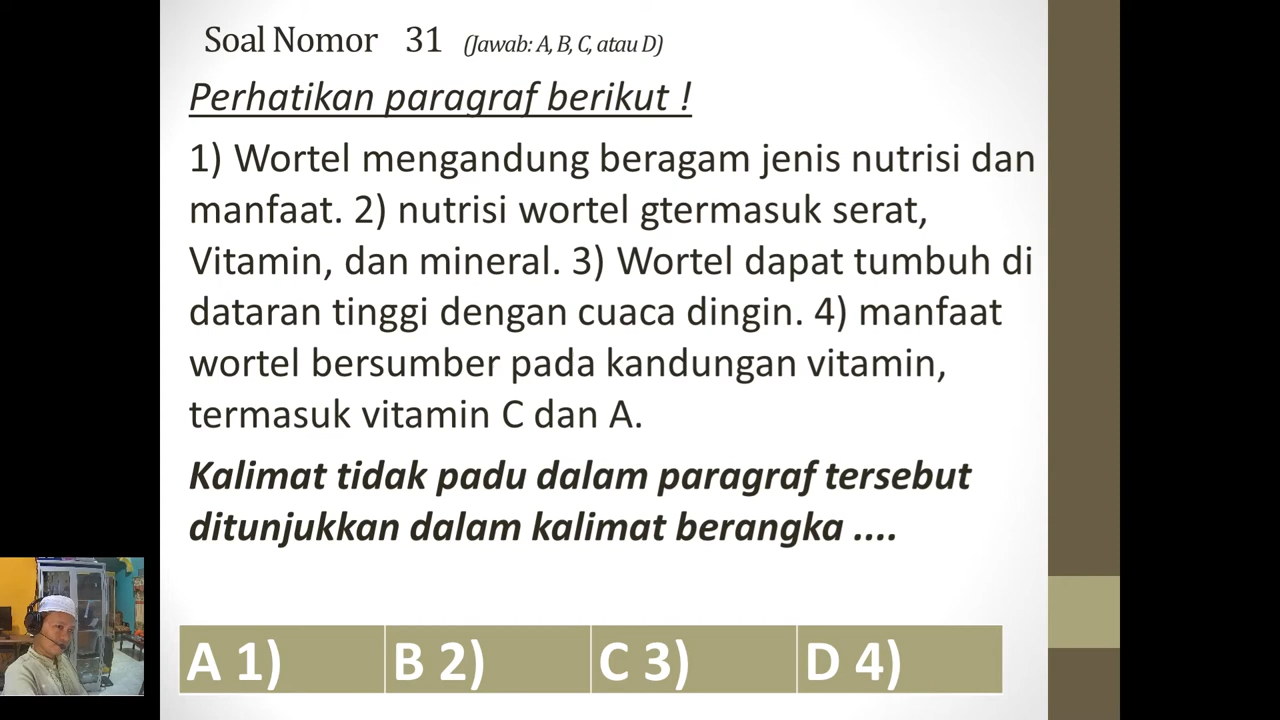 Soal Nomor 31 (Jawab: A, B, C, atau D)
Perhatikan paragraf berikut !
1) Wortel mengandung beragam jenis nutrisi dan
manfaat. 2) nutrisi wortel gtermasuk serat,
Vitamin, dan mineral. 3) Wortel dapat tumbuh di
dataran tinggi dengan cuaca dingin. 4) manfaat
wortel bersumber pada kandungan vitamin,
termasuk vitamin C dan A.
Kalimat tidak padu dalam paragraf tersebut
ditunjukkan dalam kalimat berangka ....
A 1) B 2) C 3) D 4)